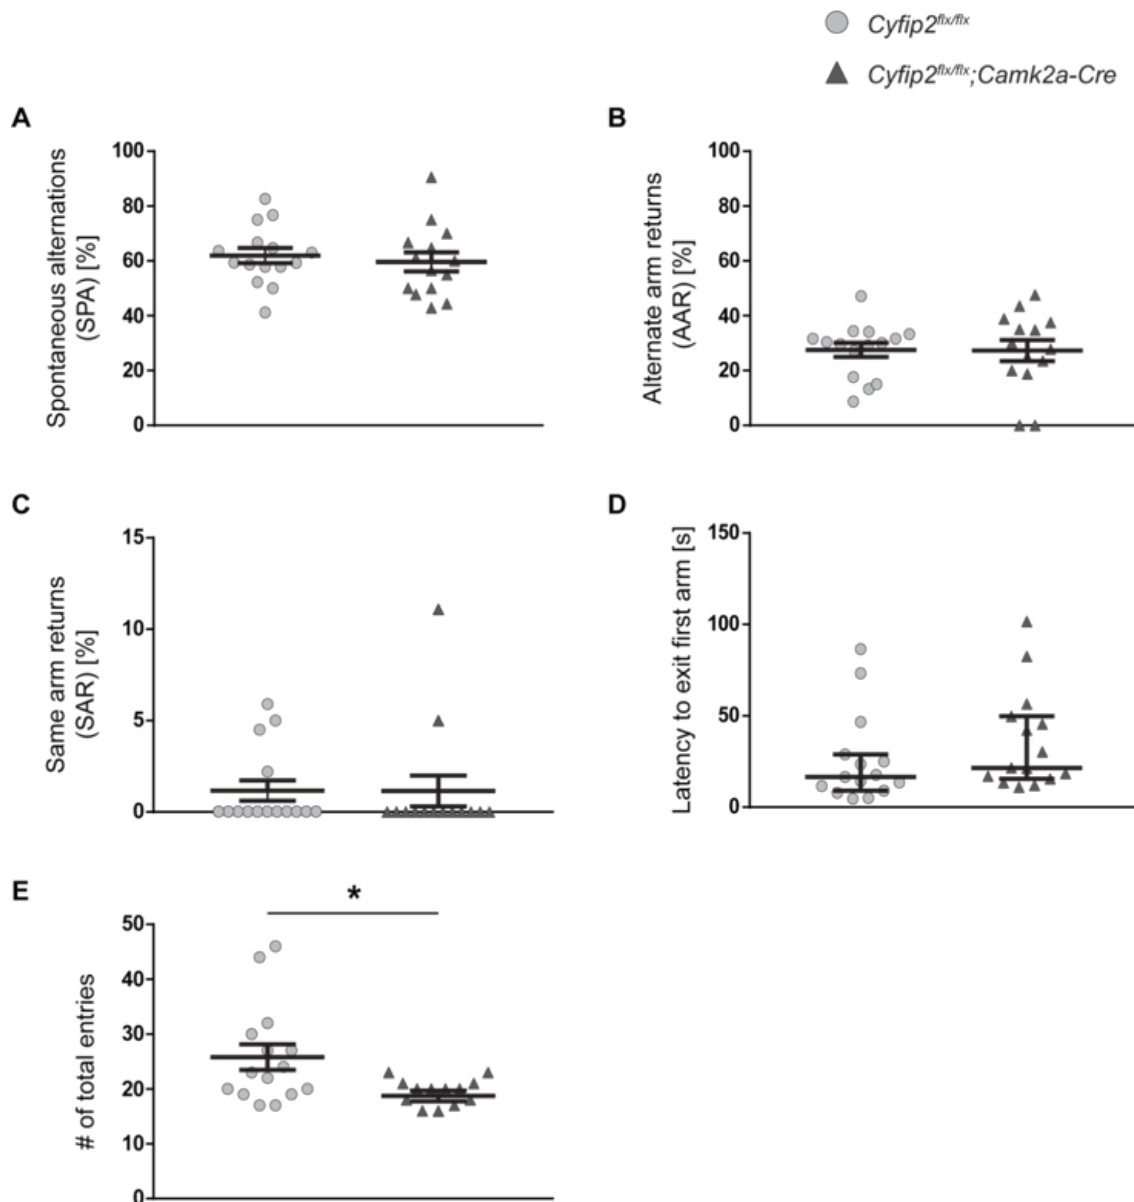 Cyfip2flx/flx
Cyfip2flx/flx;Camk2a-Cre
A
Spontaneous alternations
(SPA) [%]
100
80
60
40
20
0
B
Alternate arm returns
(AAR) [%]
100
80
60
40
20
0
C
Same arm returns
(SAR) [%]
15
10
5
0
D
Latency to exit first arm [s]
150
100
50
0
E
*
# of total entries
50
40
30
20
10
0